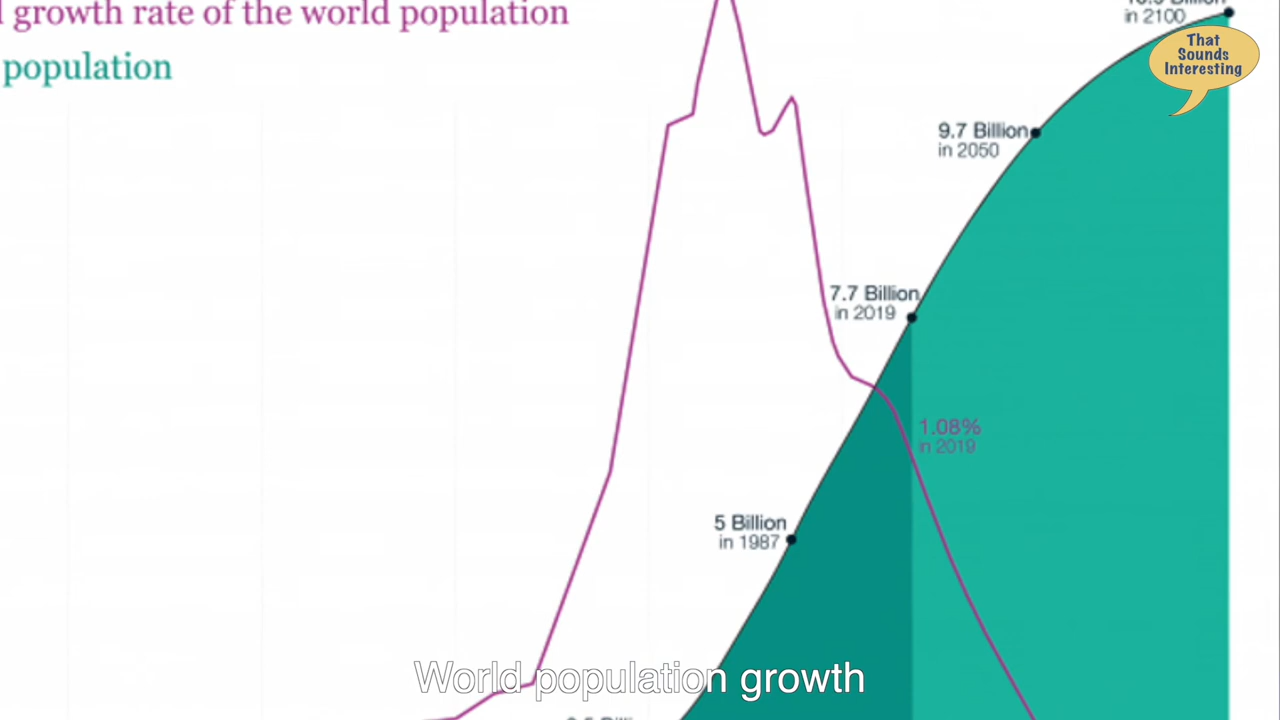 growth rate of the world population
population
in 2100
That
Sounds
Interesting
9.7 Billion
in 2050
7.7 Billion
in 2019
1.08%
in 2019
5 Billion
in 1987
World population growth